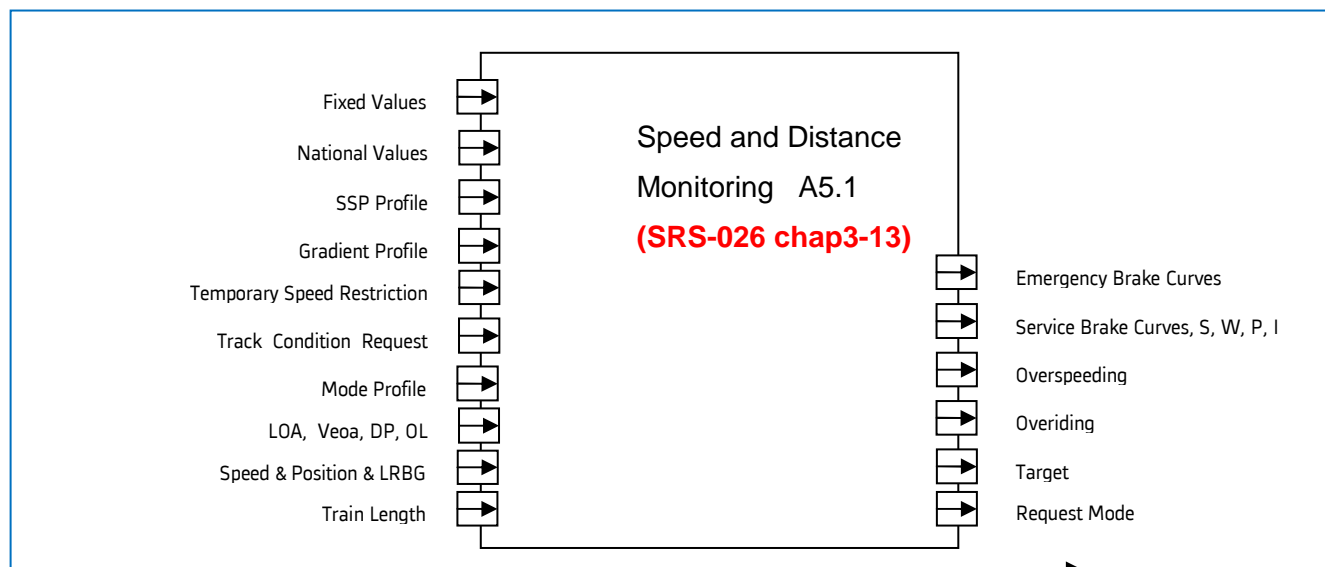 Fixed Values
National Values
SSP Profile
Gradient Profile
Temporary Speed Restriction
Track Condition Request
Mode Profile
LOA, Veoa, DP, OL
Speed & Position & LRBG
Train Length
Speed and Distance
Monitoring A5.1
(SRS-026 chap3-13)
Emergency Brake Curves
Service Brake Curves, S, W, P, I
Overspeeding
Overiding
Target
Request Mode